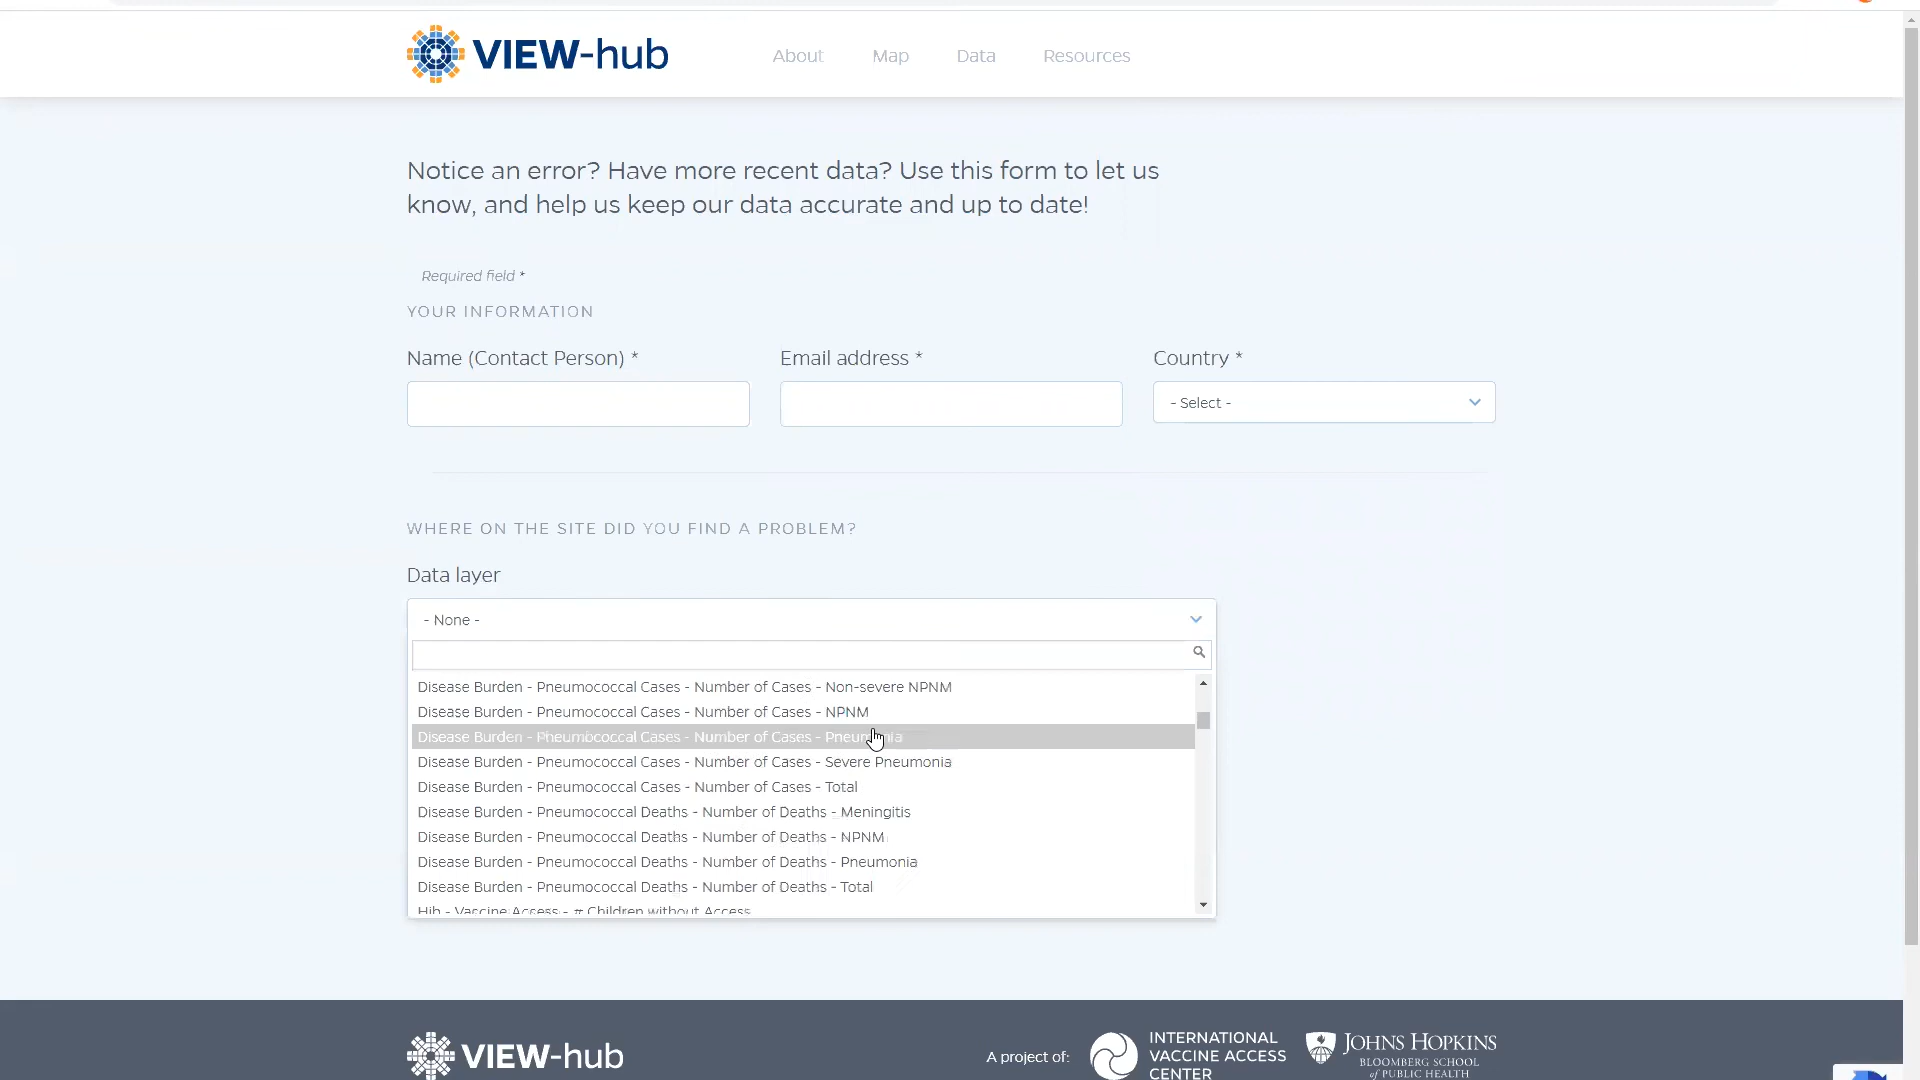 VIEW-hub
About
Map
Data
Resources
Notice an error? Have more recent data? Use this form to let us
know, and help us keep our data accurate and up to date!
Required field *
YOUR INFORMATION
Name (Contact Person) *
Email address *
Country *
- Select -
WHERE ON THE SITE DID YOU FIND A PROBLEM?
Data layer
- None -
Disease Burden - Pneumococcal Cases - Number of Cases - Non-severe NPNM
Disease Burden - Pneumococcal Cases - Number of Cases - NPNM
Disease Burden - Pneumococcal Cases - Number of Cases - Pneumonia
Disease Burden - Pneumococcal Cases - Number of Cases - Severe Pneumonia
Disease Burden - Pneumococcal Cases - Number of Cases - Total
Disease Burden - Pneumococcal Deaths - Number of Deaths - Meningitis
Disease Burden - Pneumococcal Deaths - Number of Deaths - NPNM
Disease Burden - Pneumococcal Deaths - Number of Deaths - Pneumonia
Disease Burden - Pneumococcal Deaths - Number of Deaths - Total
Hib - Vaccine Access - # Children without Access
VIEW-hub
A project of:
INTERNATIONAL
VACCINE ACCESS
CENTER
JOHNS HOPKINS
BLOOMBERG SCHOOL
of PUBLIC HEALTH